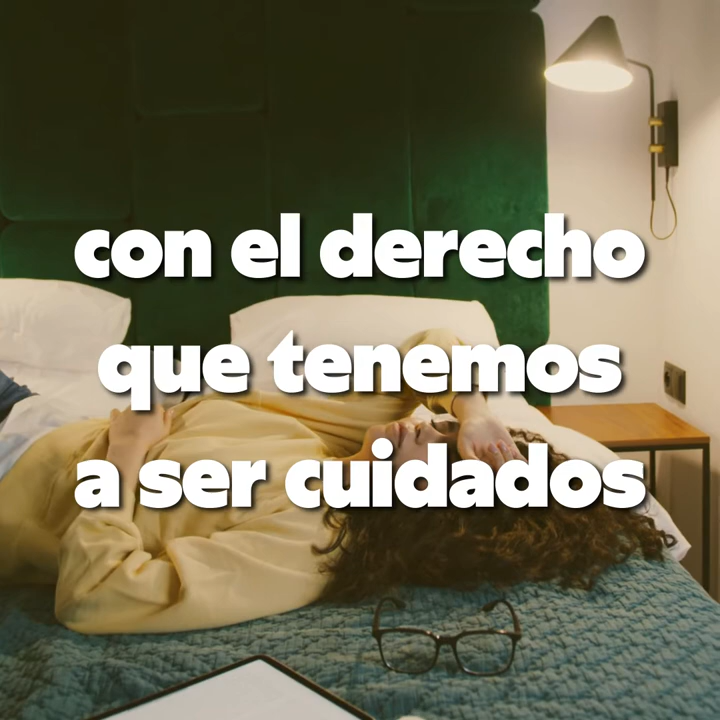 con el derecho
que tenemos
a ser cuidados